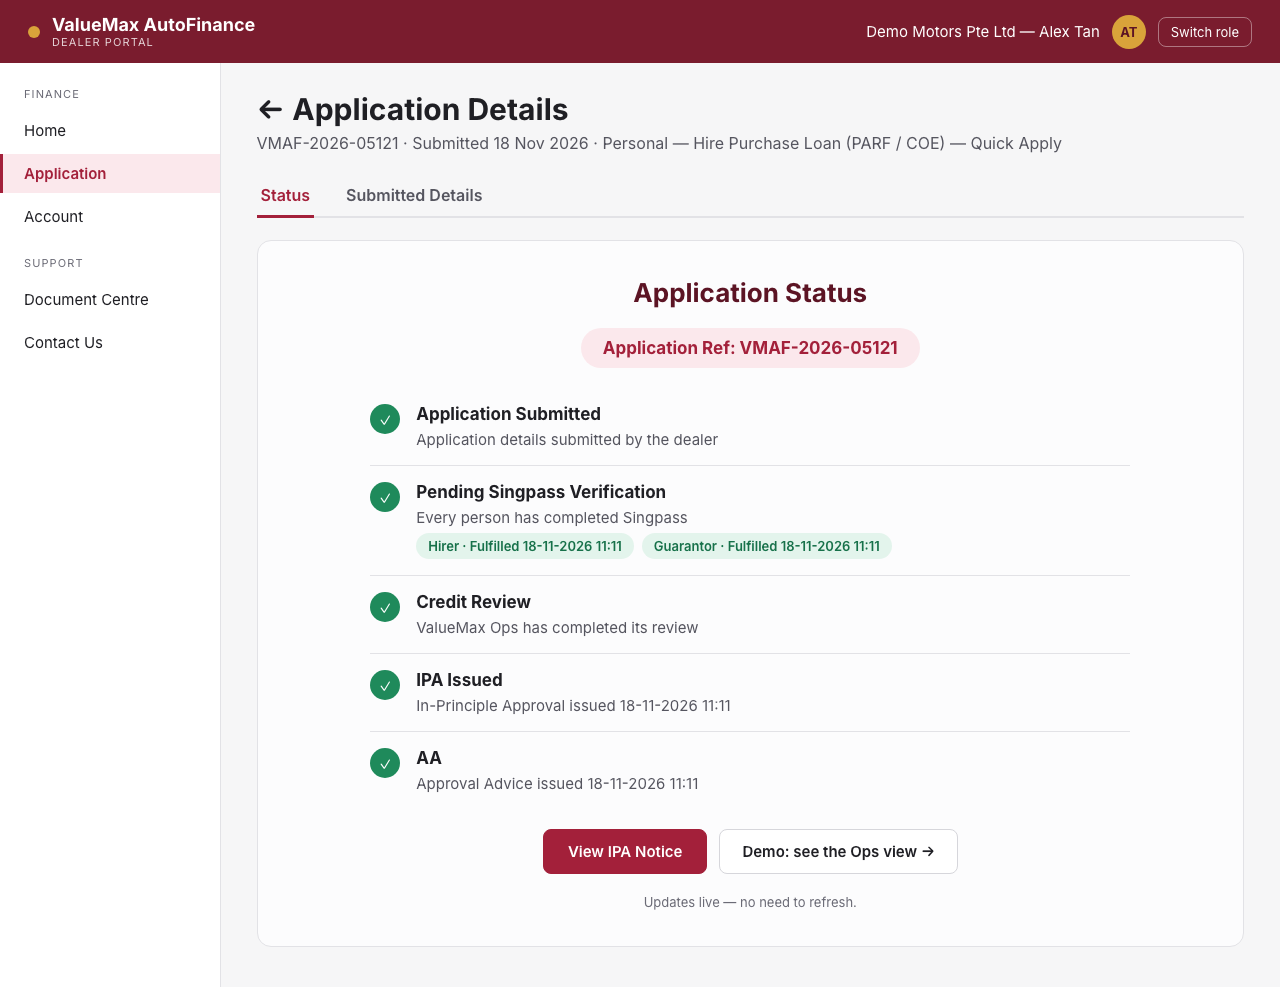 ValueMax AutoFinance
DEALER PORTAL
Demo Motors Pte Ltd — Alex Tan
AT
Switch role
FINANCE
Home
Application
Account
SUPPORT
Document Centre
Contact Us
← Application Details
VMAF-2026-05121 · Submitted 18 Nov 2026 · Personal — Hire Purchase Loan (PARF / COE) — Quick Apply
Status
Submitted Details
Application Status
Application Ref: VMAF-2026-05121
✓ Application Submitted
Application details submitted by the dealer
✓ Pending Singpass Verification
Every person has completed Singpass
Hirer · Fulfilled 18-11-2026 11:11
Guarantor · Fulfilled 18-11-2026 11:11
✓ Credit Review
ValueMax Ops has completed its review
✓ IPA Issued
In-Principle Approval issued 18-11-2026 11:11
✓ AA
Approval Advice issued 18-11-2026 11:11
View IPA Notice
Demo: see the Ops view →
Updates live — no need to refresh.